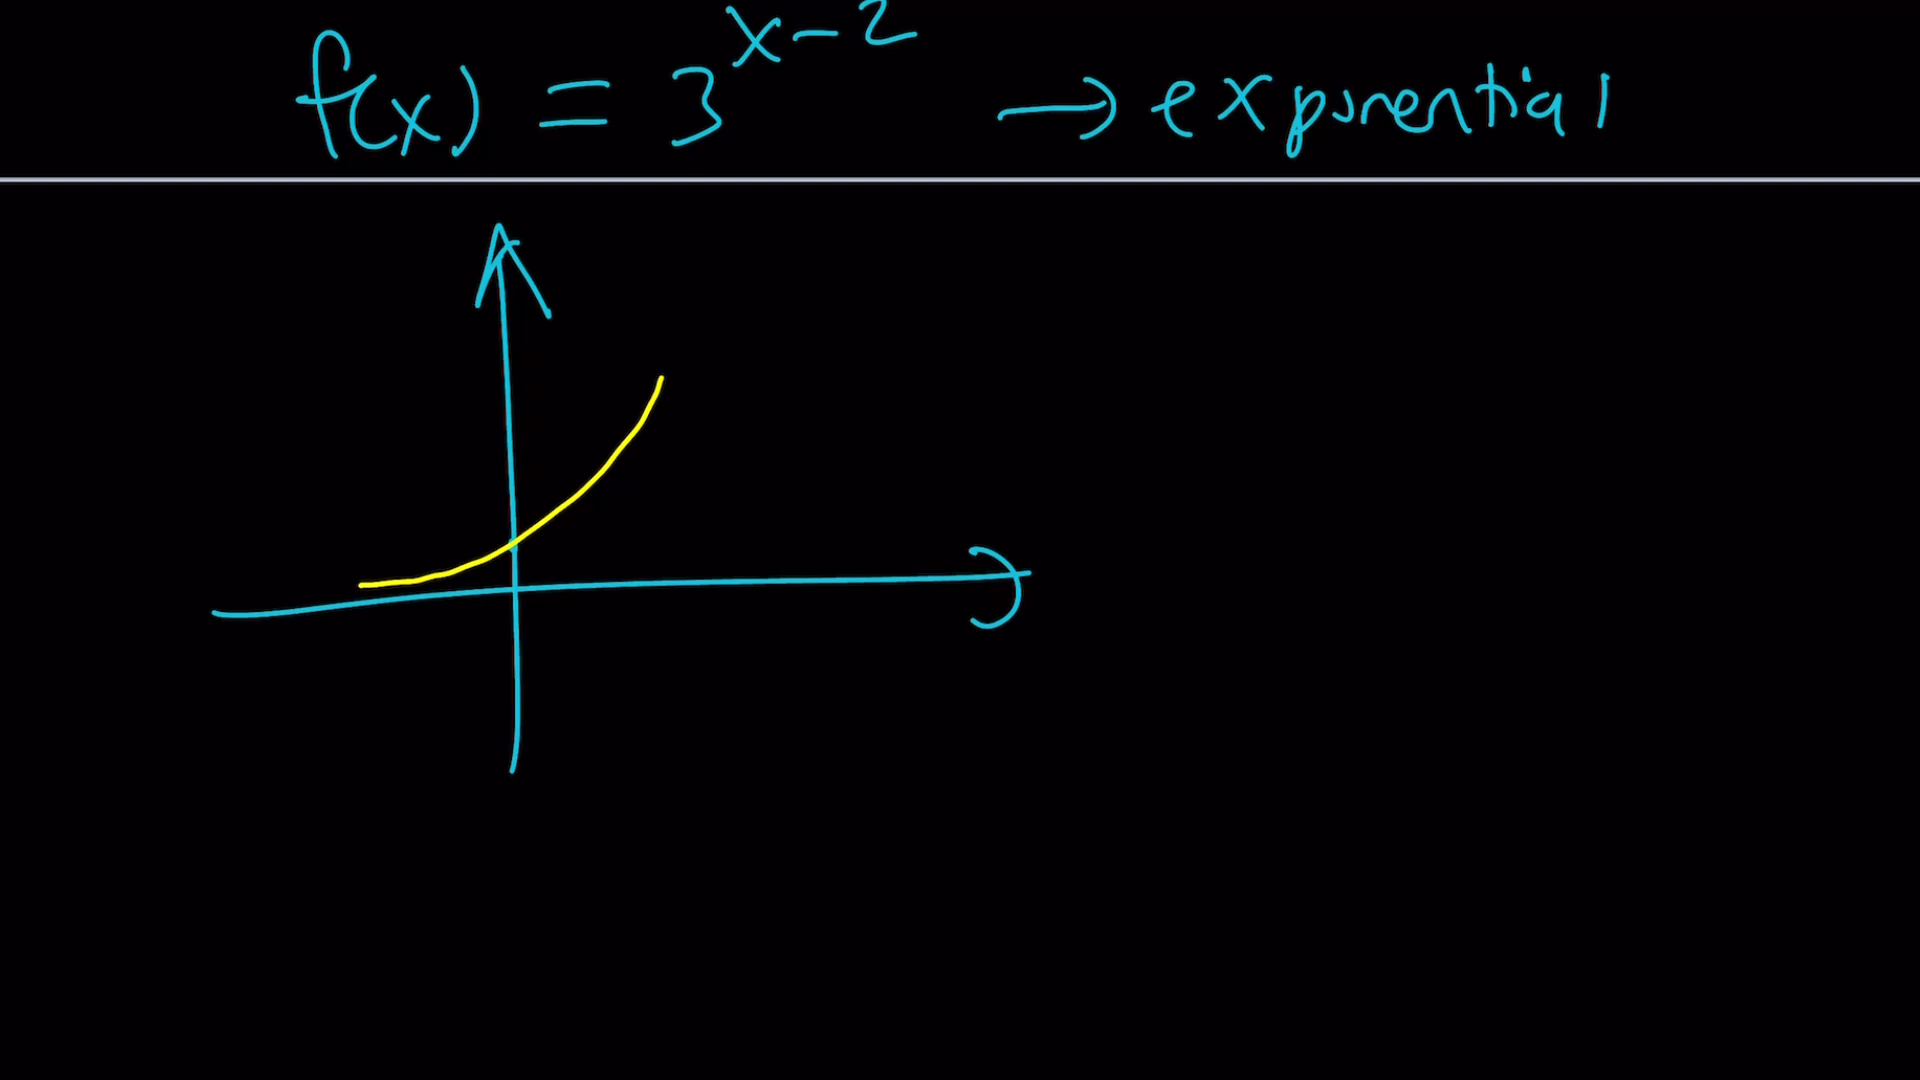 f(x) = 3^{x-2} → exponential